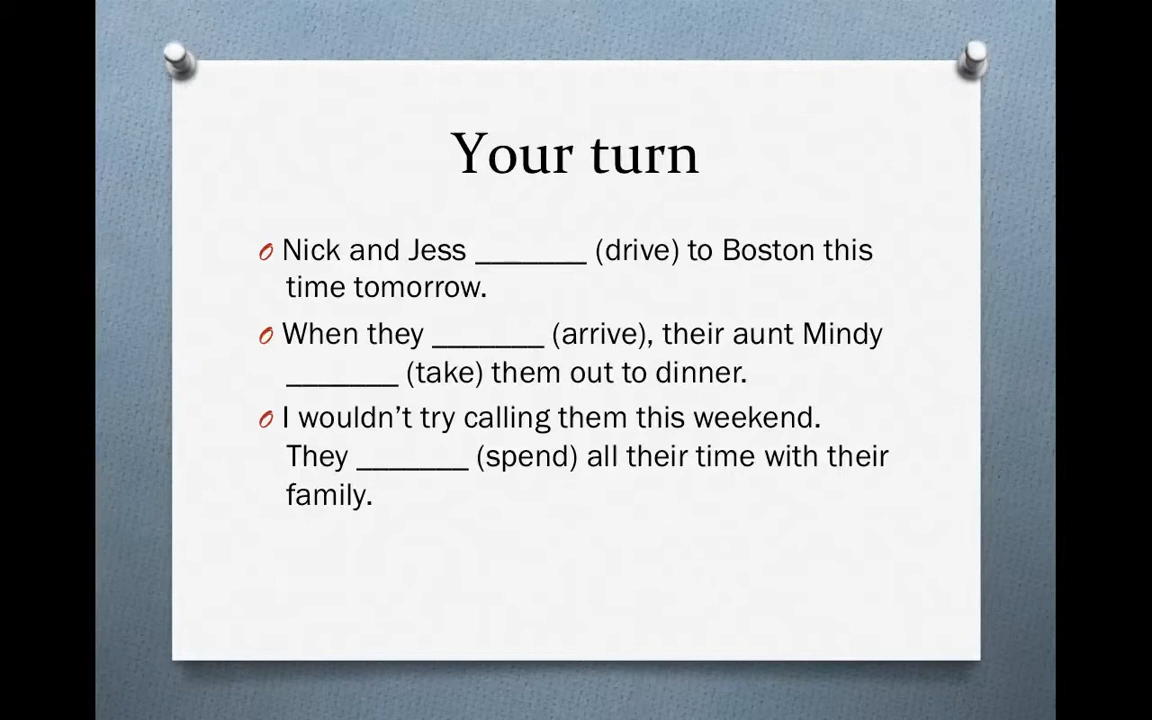 Your turn
Nick and Jess _______ (drive) to Boston this
time tomorrow.
When they _______ (arrive), their aunt Mindy
_______ (take) them out to dinner.
I wouldn't try calling them this weekend.
They _______ (spend) all their time with their
family.